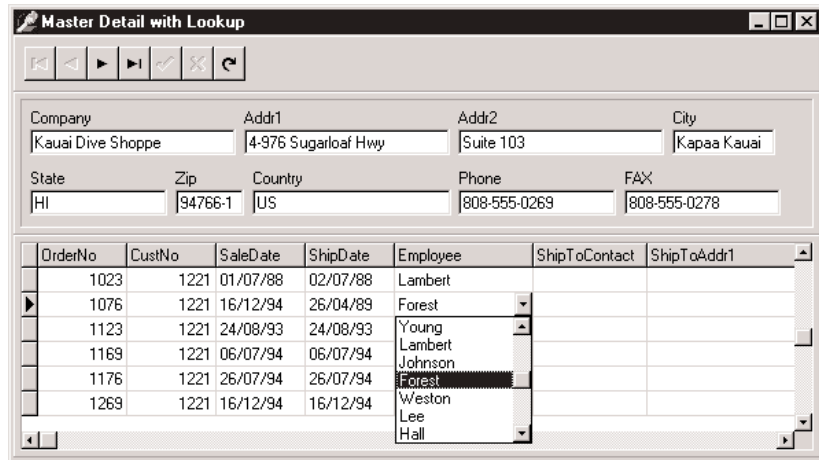 Master Detail with Lookup
Company Addr1 Addr2 City
Kauai Dive Shoppe 4-976 Sugarloaf Hwy Suite 103 Kapaa Kauai
State Zip Country Phone FAX
HI 94766-1 US 808-555-0269 808-555-0278
OrderNo CustNo SaleDate ShipDate Employee ShipToContact ShipToAddr1
1023 1221 01/07/88 02/07/88 Lambert
1076 1221 16/12/94 26/04/89 Forest
1123 1221 24/08/93 24/08/93
1169 1221 06/07/94 06/07/94
1176 1221 26/07/94 26/07/94
1269 1221 16/12/94 16/12/94
Young
Lambert
Johnson
Forest
Weston
Lee
Hall